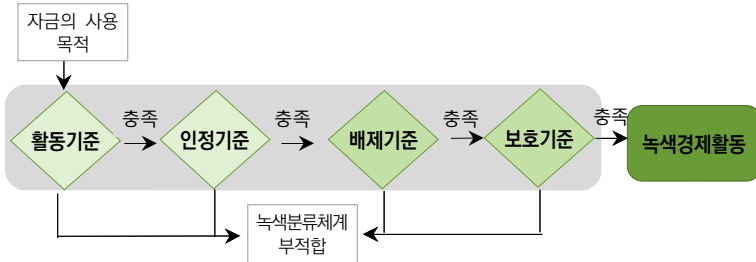 자금의 사용
목적
충족
충족
충족
충족
활동기준
인정기준
배제기준
보호기준
녹색경제활동
녹색분류체계
부적합